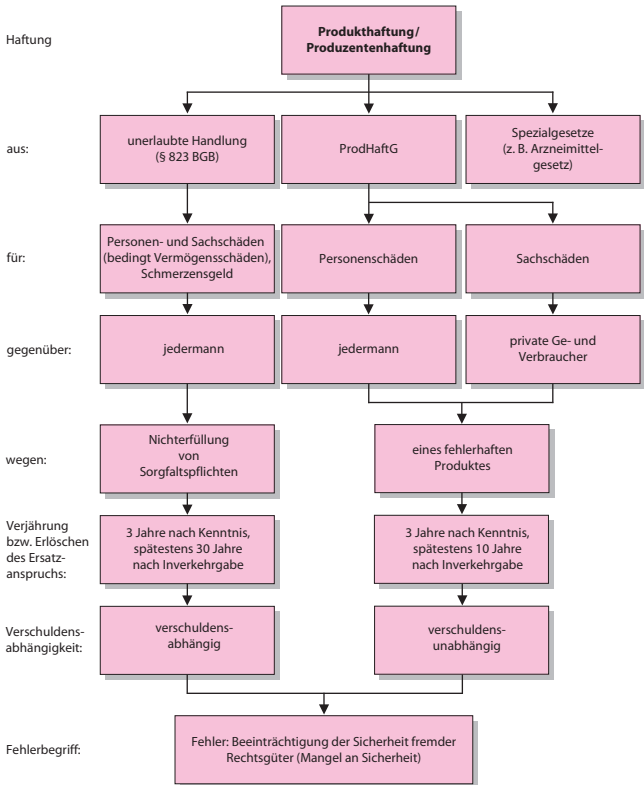 Haftung
Produkthaftung/
Produzentenhaftung
aus:
unerlaubte Handlung
(§ 823 BGB)
ProdHaftG
Spezialgesetze
(z. B. Arzneimittel-
gesetz)
für:
Personen- und Sachschäden
(bedingt Vermögensschäden),
Schmerzensgeld
Personenschäden
Sachschäden
gegenüber:
jedermann
jedermann
private Ge- und
Verbraucher
wegen:
Nichterfüllung
von
Sorgfaltspflichten
eines fehlerhaften
Produktes
Verjährung
bzw. Erlöschen
des Ersatz-
anspruchs:
3 Jahre nach Kenntnis,
spätestens 30 Jahre
nach Inverkehrgabe
3 Jahre nach Kenntnis,
spätestens 10 Jahre
nach Inverkehrgabe
Verschuldens-
abhängigkeit:
verschuldens-
abhängig
verschuldens-
unabhängig
Fehlerbegriff:
Fehler: Beeinträchtigung der Sicherheit fremder
Rechtsgüter (Mangel an Sicherheit)